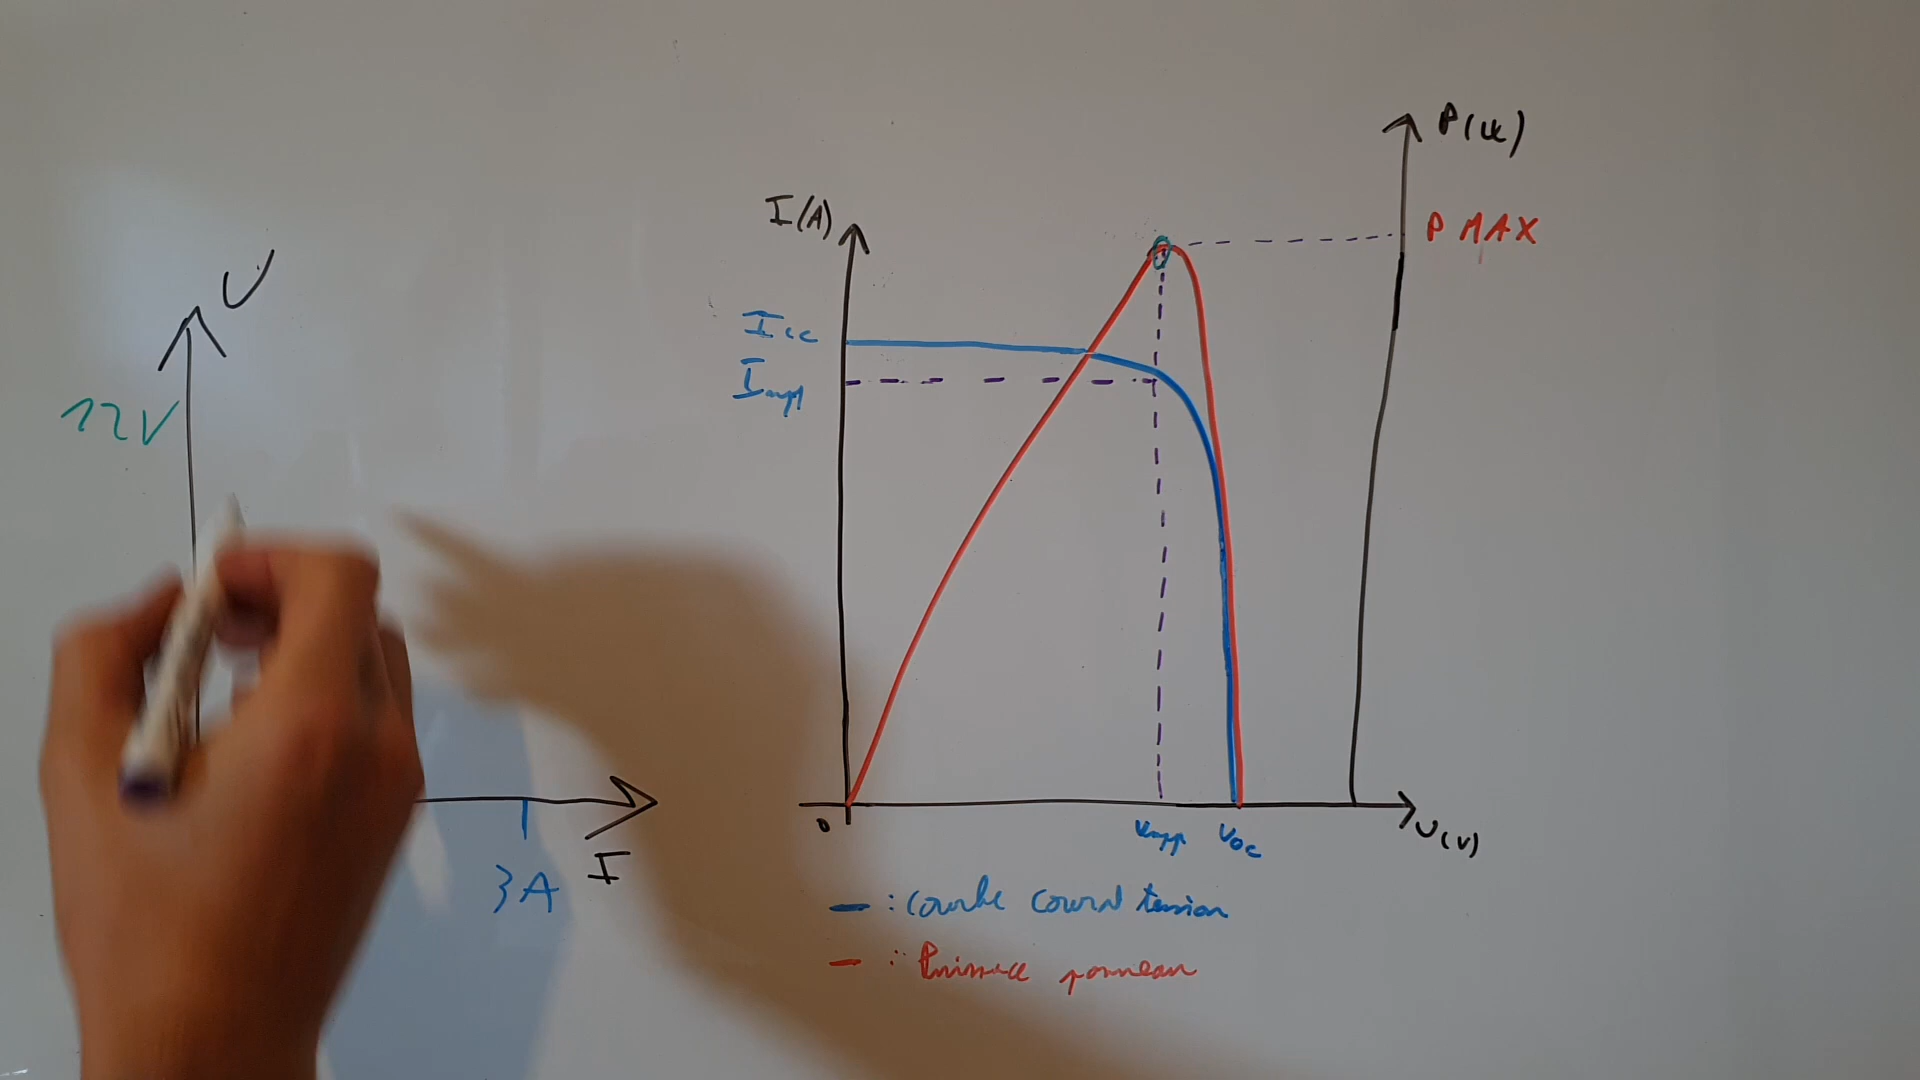 U
12V
3A
I
I(A)
Icc
Impp
P(W)
P MAX
0
Vmpp
Voc
U(V)
: courbe courant tension
: Puissance panneau